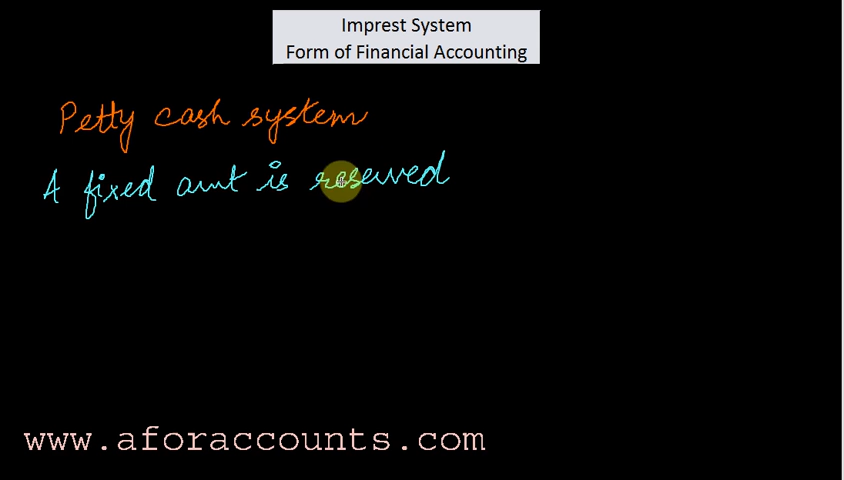 Imprest System
Form of Financial Accounting
Petty cash system
A fixed amt is reserved
www.aforaccounts.com